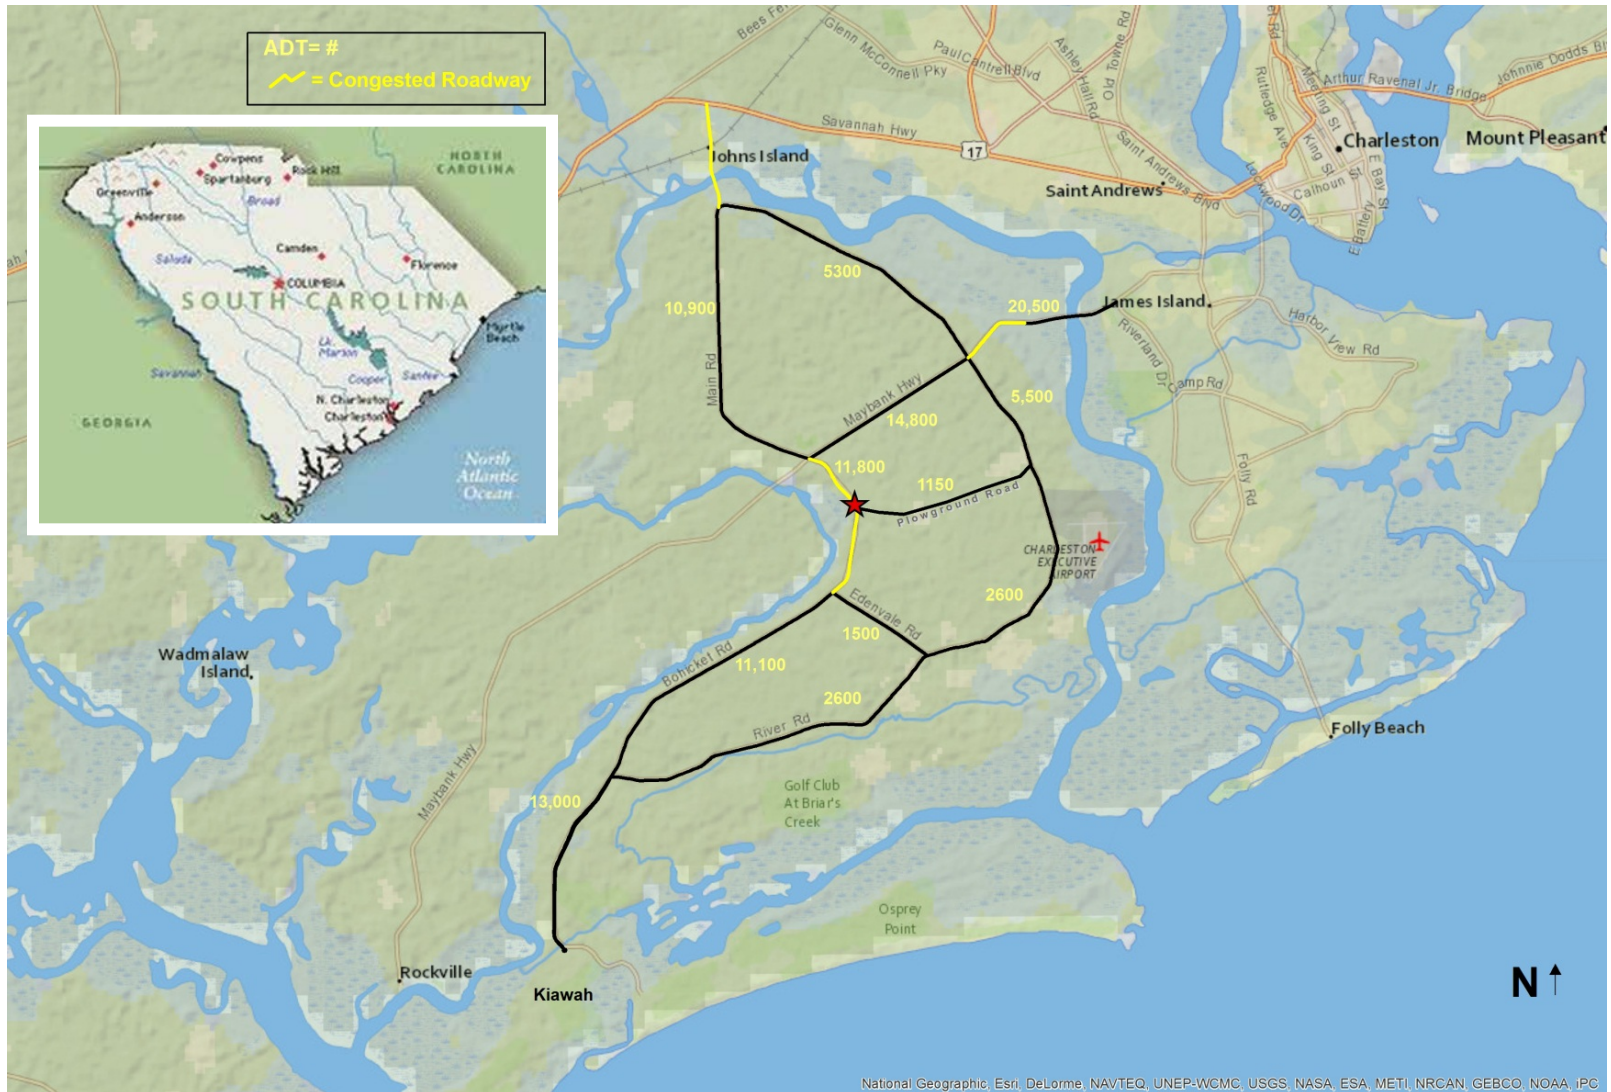 ADT= #
= Congested Roadway
NORTH
CAROLINA
Cowpens
Spartanburg
Rock Hill
Greenville
Broad
Anderson
Camden
Saluda
Florence
COLUMBIA
SOUTH CAROLINA
Myrtle
Beach
Lk.
Marion
Savannah
Cooper
Santee
N. Charleston
Charleston
GEORGIA
North
Atlantic
Ocean
Glenn McConnell Pky
Paul Cantrell Blvd
Ashley Hall Rd
Old Towne Rd
Johnnie Dodds
Arthur Ravenal Jr. Bridge
Rutledge Ave
Meeting St
King St
E Bay St
Calhoun St
Lockwood Dr
E Battery
Charleston
Mount Pleasant
Savannah Hwy
17
Saint Andrews Blvd
Saint Andrews
Johns Island
5300
10,900
20,500
James Island
Harbor View Rd
Riverland Dr
Camp Rd
Main Rd
Maybank Hwy
14,800
5,500
11,800
1150
Plowground Road
Folly Rd
CHARLESTON
EXECUTIVE
AIRPORT
2600
Edenvale Rd
1500
Bohicket Rd
11,100
Wadmalaw
Island
2600
River Rd
Folly Beach
Maybank Hwy
13,000
Golf Club
At Briar's
Creek
Osprey
Point
Rockville
Kiawah
N
National Geographic, Esri, DeLorme, NAVTEQ, UNEP-WCMC, USGS, NASA, ESA, METI, NRCAN, GEBCO, NOAA, iPC